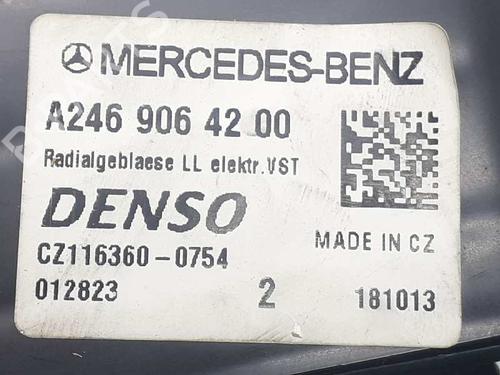 MERCEDES-BENZ
A246 906 42 00
Radialgeblaese LL elektr.VST
DENSO
MADE IN CZ
CZ116360-0754
012823 2 181013